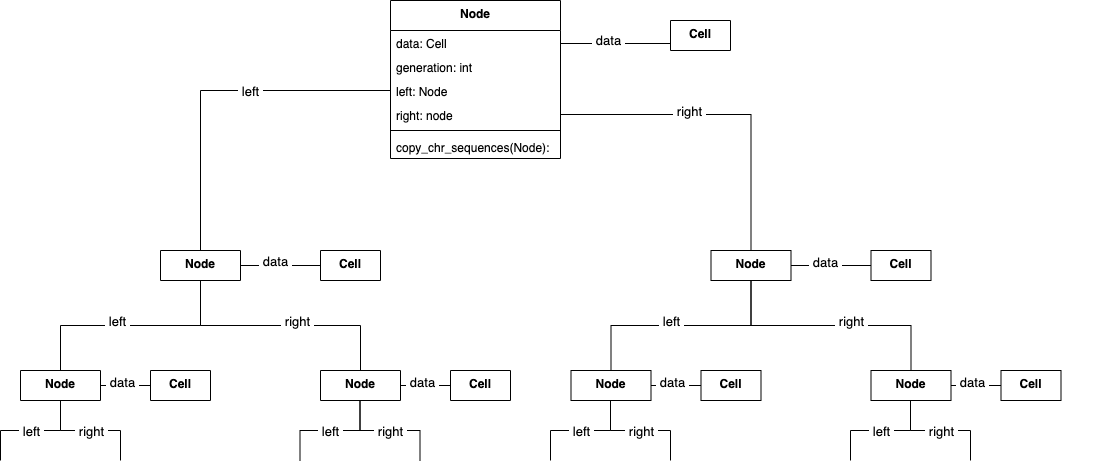 Node
data: Cell
generation: int
left: Node
right: node
copy_chr_sequences(Node):
data
Cell
left
right
Node
data
Cell
Node
data
Cell
left
right
left
right
Node
data
Cell
Node
data
Cell
Node
data
Cell
Node
data
Cell
left
right
left
right
left
right
left
right